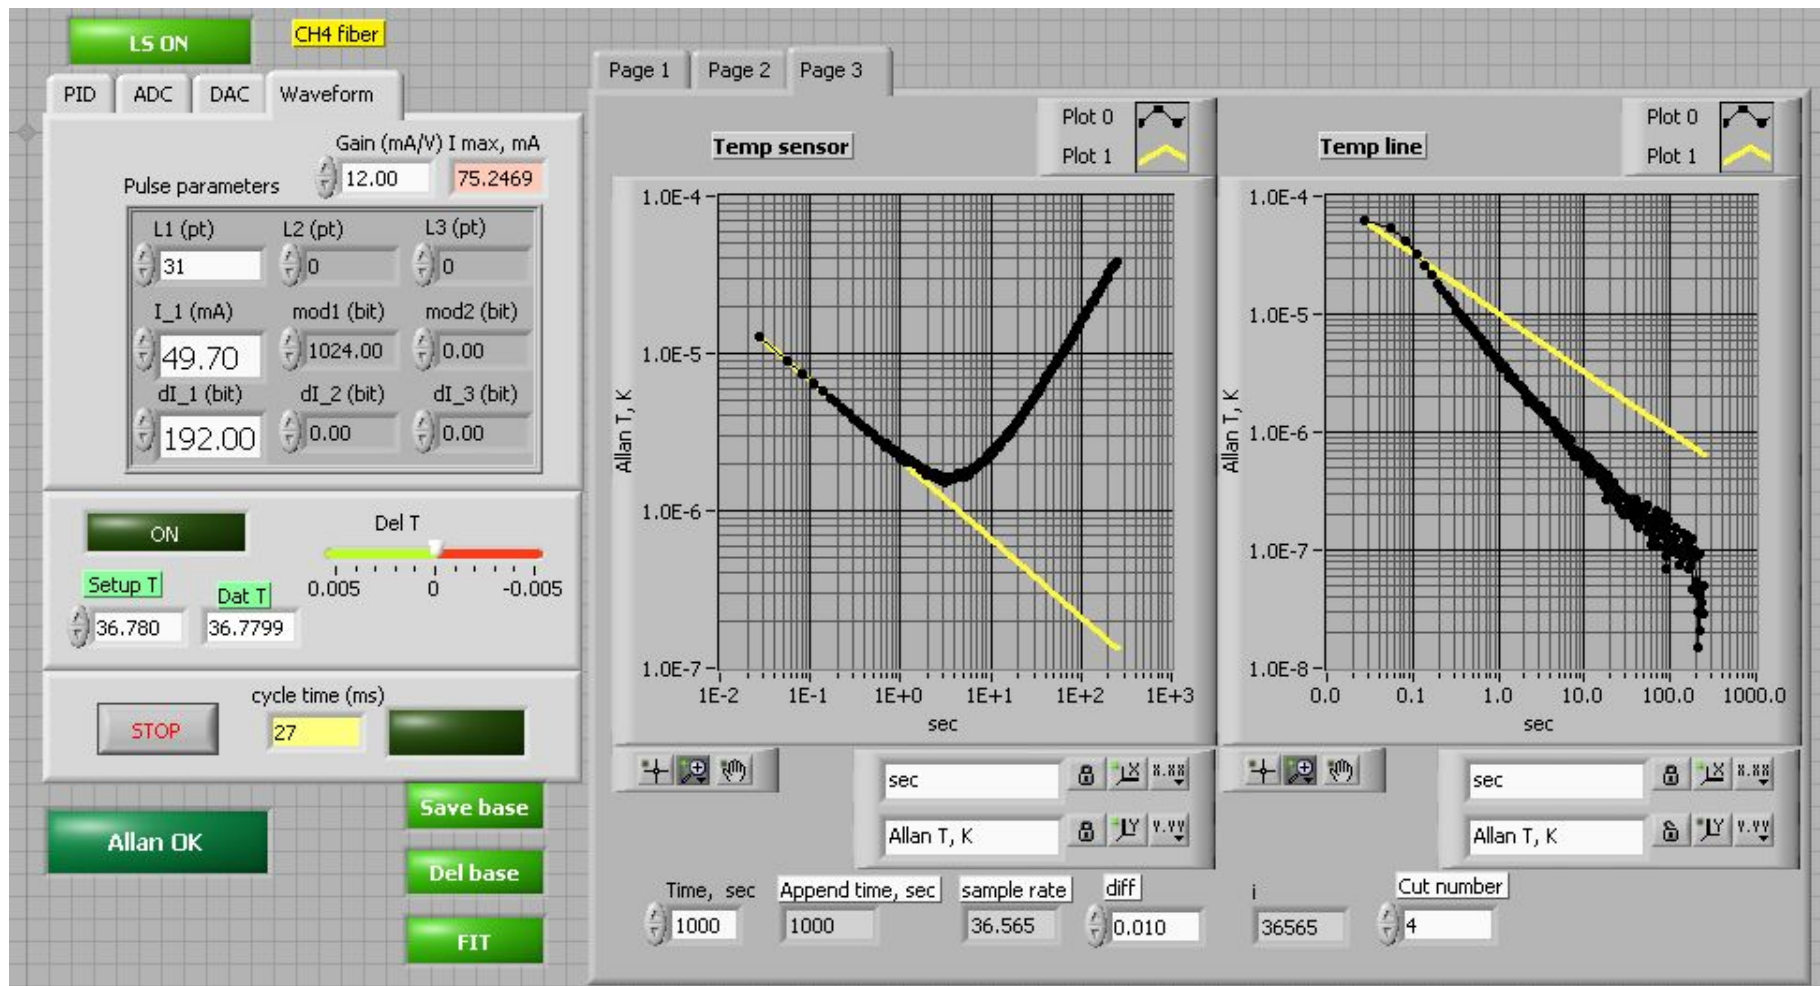 LS ON
CH4 fiber
PID ADC DAC Waveform
Gain (mA/V) I max, mA
12.00 75.2469
Pulse parameters
L1 (pt) L2 (pt) L3 (pt)
31 0 0
I_1 (mA) mod1 (bit) mod2 (bit)
49.70 1024.00 0.00
dI_1 (bit) dI_2 (bit) dI_3 (bit)
192.00 0.00 0.00
ON
Del T
0.005 0 -0.005
Setup T Dat T
36.780 36.7799
cycle time (ms)
STOP 27
Allan OK
Save base
Del base
FIT
Page 1 Page 2 Page 3
Temp sensor
Plot 0
Plot 1
Allan T, K
1.0E-4
1.0E-5
1.0E-6
1.0E-7
1E-2 1E-1 1E+0 1E+1 1E+2 1E+3
sec
sec X.XX
Allan T, K Y.YY
Temp line
Plot 0
Plot 1
Allan T, K
1.0E-4
1.0E-5
1.0E-6
1.0E-7
1.0E-8
0.0 0.1 1.0 10.0 100.0 1000.0
sec
sec X.XX
Allan T, K Y.YY
Time, sec Append time, sec sample rate diff i Cut number
1000 1000 36.565 0.010 36565 4